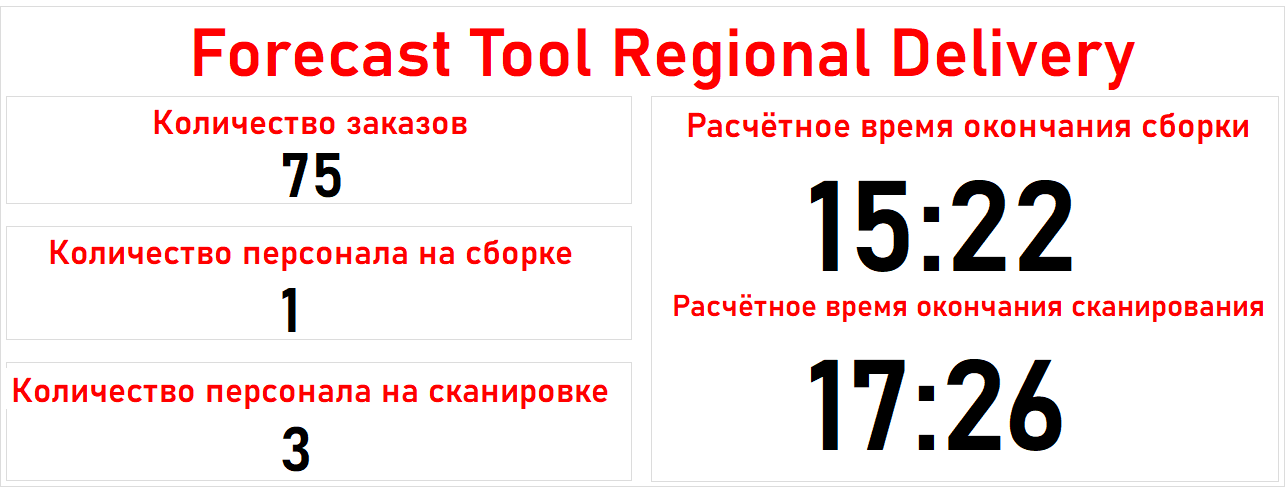 Forecast Tool Regional Delivery
Количество заказов
75
Количество персонала на сборке
1
Количество персонала на сканировке
3
Расчётное время окончания сборки
15:22
Расчётное время окончания сканирования
17:26